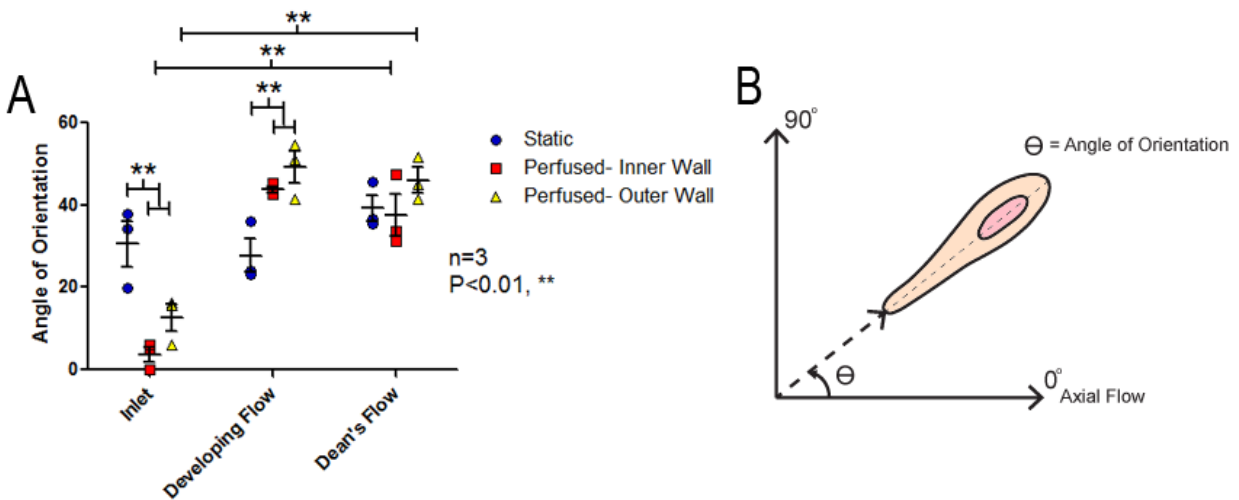 A
**
**
**
**
Angle of Orientation
60
40
20
0
Inlet
Developing Flow
Dean's Flow
Static
Perfused- Inner Wall
Perfused- Outer Wall
n=3
P<0.01, **
B
90°
Θ = Angle of Orientation
Θ
0°
Axial Flow